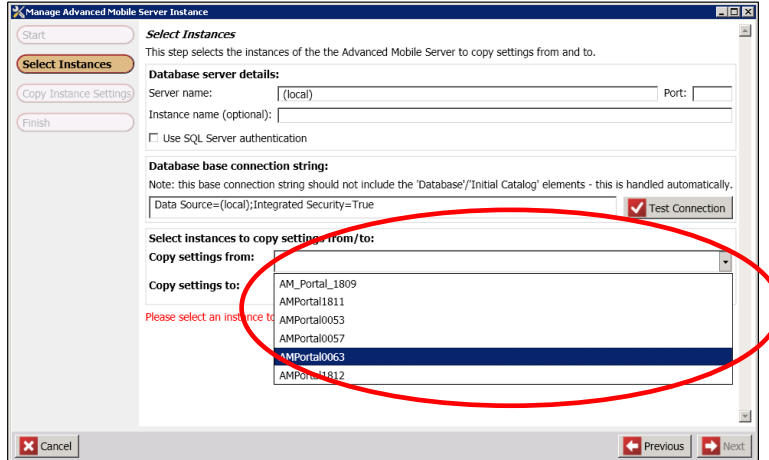 Manage Advanced Mobile Server Instance
Start
Select Instances
Copy Instance Settings
Finish
Select Instances
This step selects the instances of the the Advanced Mobile Server to copy settings from and to.
Database server details:
Server name: (local) Port:
Instance name (optional):
Use SQL Server authentication
Database base connection string:
Note: this base connection string should not include the 'Database'/'Initial Catalog' elements - this is handled automatically.
Data Source=(local);Integrated Security=True Test Connection
Select instances to copy settings from/to:
Copy settings from:
Copy settings to:
AM_Portal_1809
AMPortal1811
AMPortal0053
AMPortal0057
AMPortal0063
AMPortal1812
Please select an instance to
Cancel Previous Next